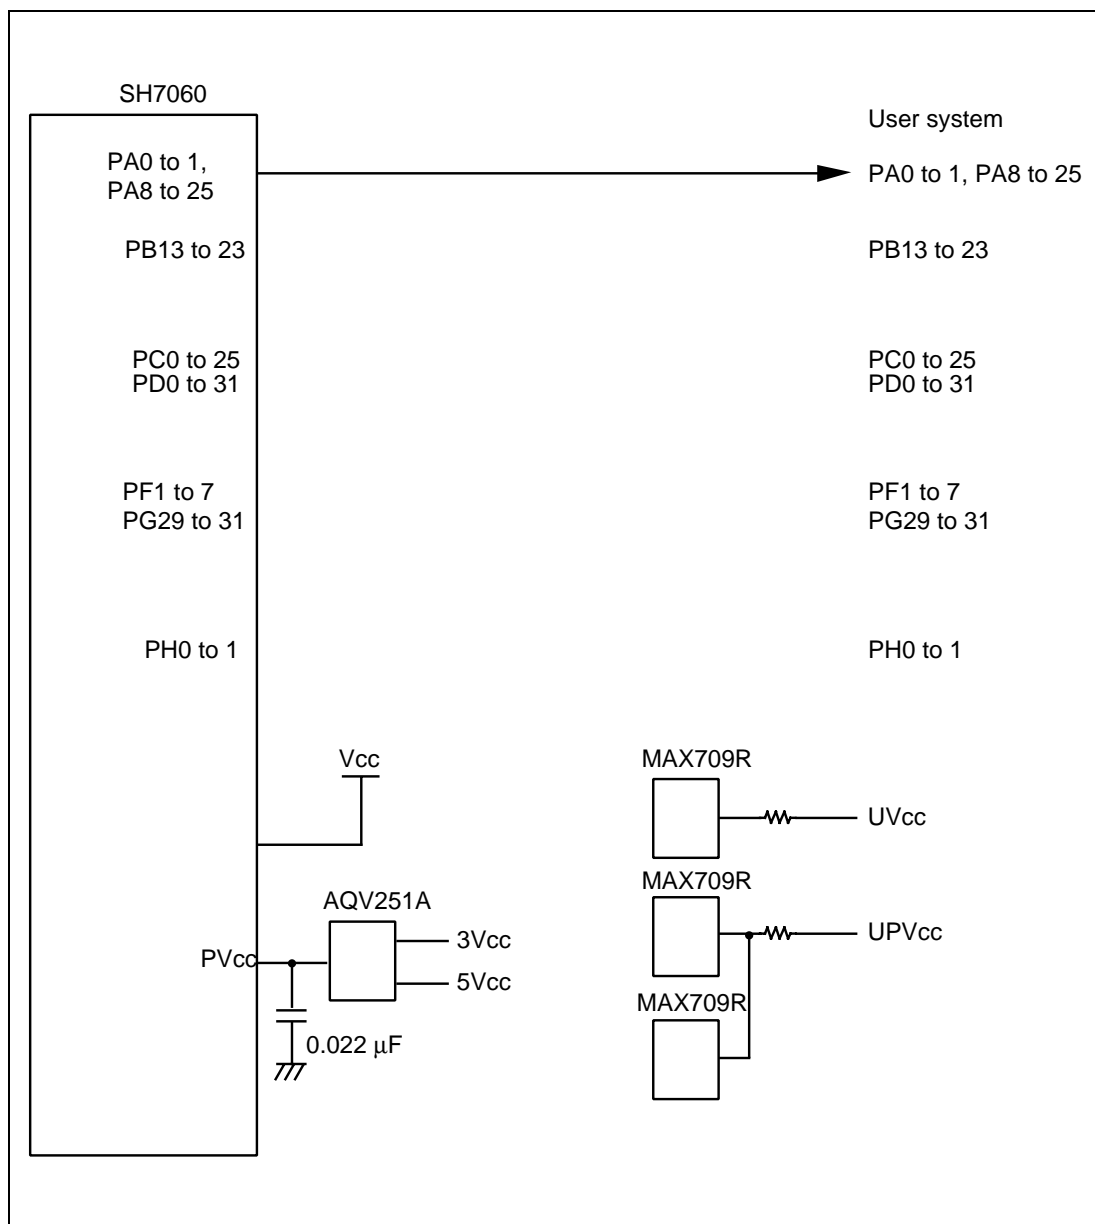 SH7060
User system
PA0 to 1,
PA8 to 25
PA0 to 1, PA8 to 25
PB13 to 23
PB13 to 23
PC0 to 25
PD0 to 31
PC0 to 25
PD0 to 31
PF1 to 7
PG29 to 31
PF1 to 7
PG29 to 31
PH0 to 1
PH0 to 1
Vcc
MAX709R
UVcc
MAX709R
AQV251A
UPVcc
3Vcc
PVcc
5Vcc
MAX709R
0.022 μF